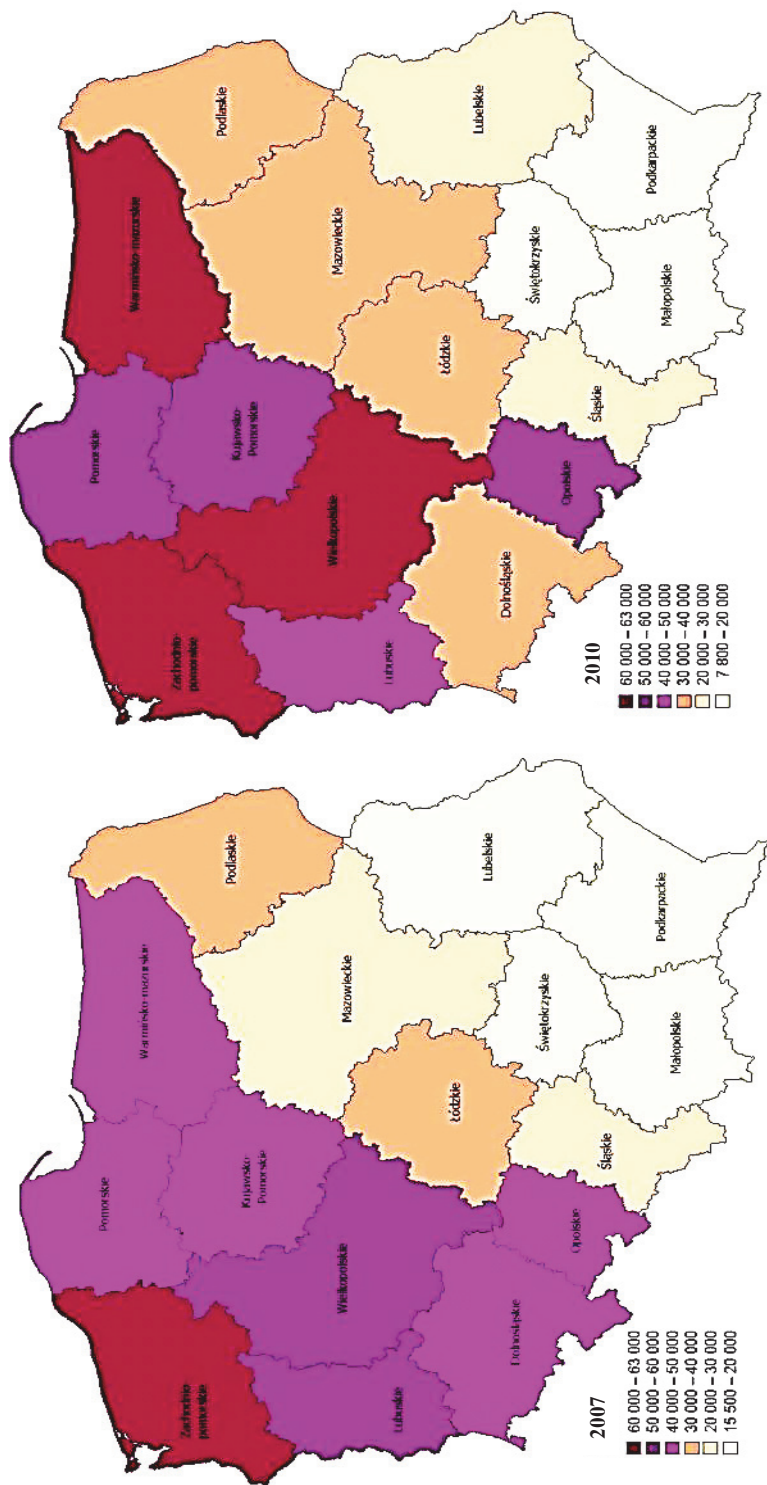 Zachodnio-
pomorskie
Pomorskie
Warmińsko-mazurskie
Podlaskie
Kujawsko-
Pomorskie
Mazowieckie
Wielkopolskie
Lubuskie
Łódzkie
Lubelskie
Dolnośląskie
Opolskie
Śląskie
Świętokrzyskie
Małopolskie
Podkarpackie
2007
60 000 – 63 000
50 000 – 60 000
40 000 – 50 000
30 000 – 40 000
20 000 – 30 000
15 500 – 20 000
Zachodnio-
pomorskie
Pomorskie
Warmińsko-mazurskie
Podlaskie
Kujawsko-
Pomorskie
Mazowieckie
Wielkopolskie
Lubuskie
Łódzkie
Lubelskie
Dolnośląskie
Opolskie
Śląskie
Świętokrzyskie
Małopolskie
Podkarpackie
2010
60 000 – 63 000
50 000 – 60 000
40 000 – 50 000
30 000 – 40 000
20 000 – 30 000
7 800 – 20 000